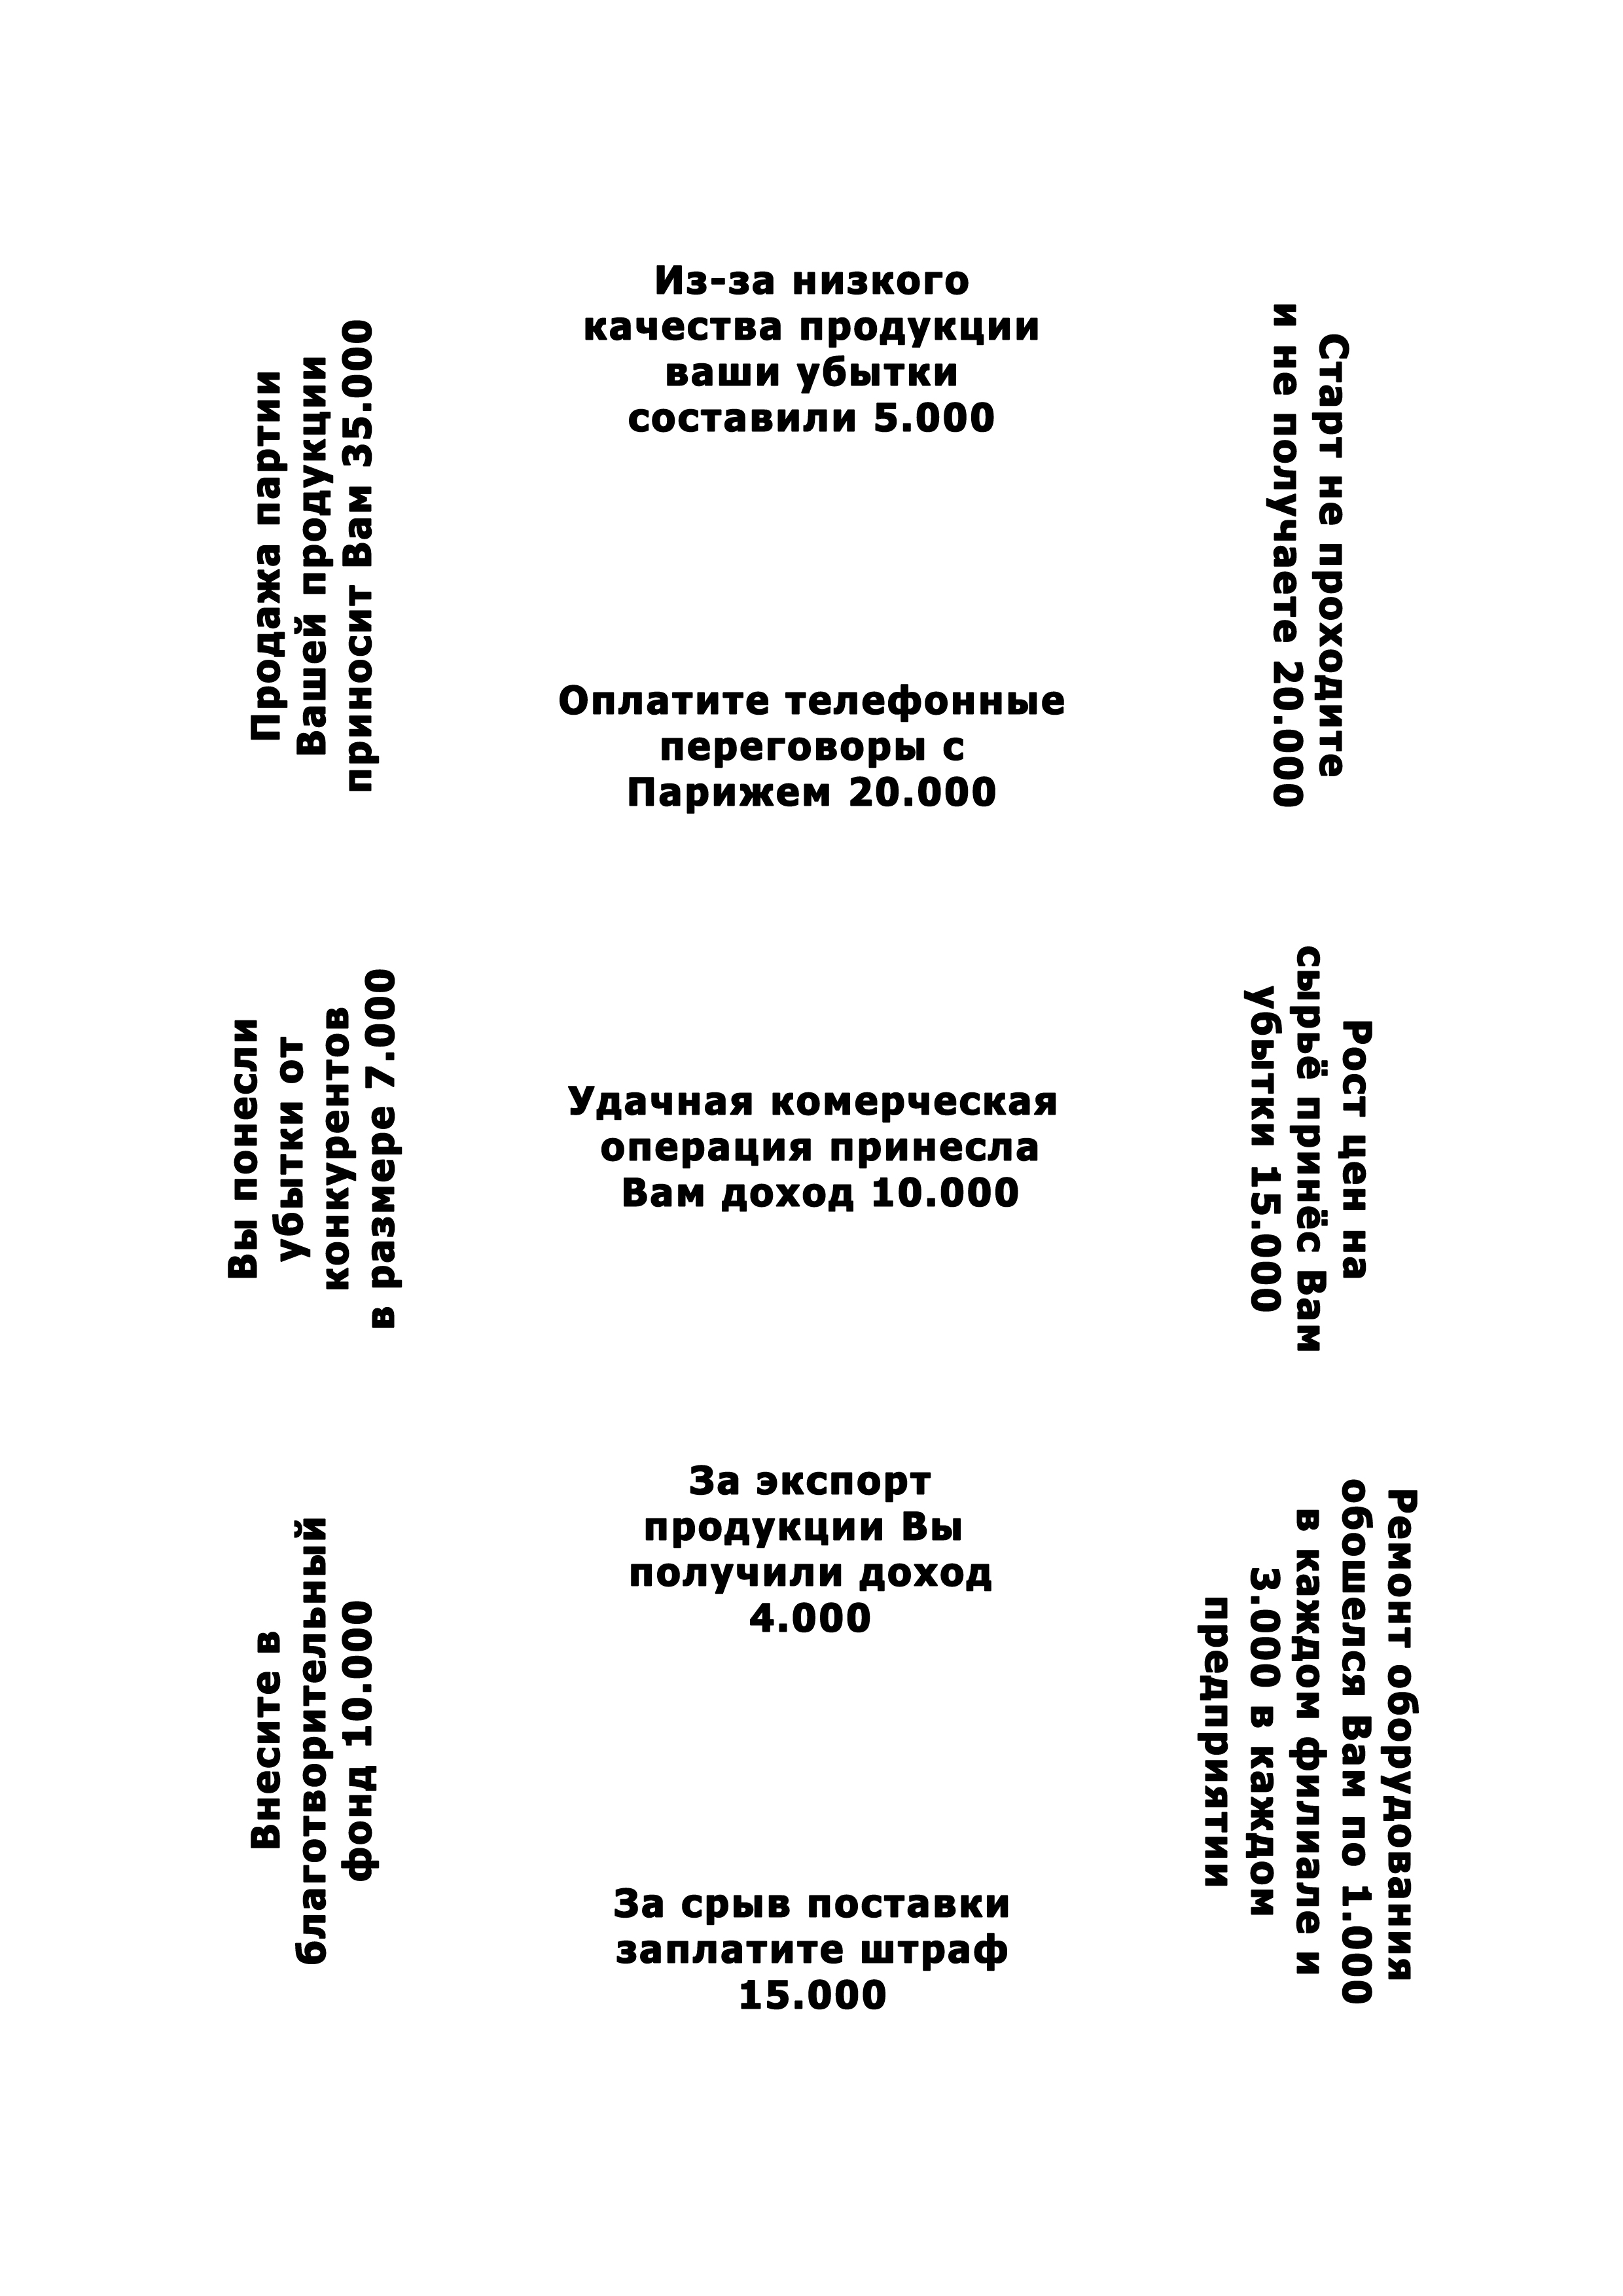 Продажа партии
Вашей продукции
приносит Вам 35.000
Вы понесли
убытки от
конкурентов
в размере 7.000
Внесите в
благотворительный
фонд 10.000
Из-за низкого
качества продукции
ваши убытки
составили 5.000
Оплатите телефонные
переговоры с
Парижем 20.000
Удачная комерческая
операция принесла
Вам доход 10.000
За экспорт
продукции Вы
получили доход
4.000
За срыв поставки
заплатите штраф
15.000
Старт не проходите
и не получаете 20.000
Рост цен на
сырьё принёс Вам
убытки 15.000
Ремонт оборудования
обошелся Вам по 1.000
в каждом филиале и
3.000 в каждом
предприятии